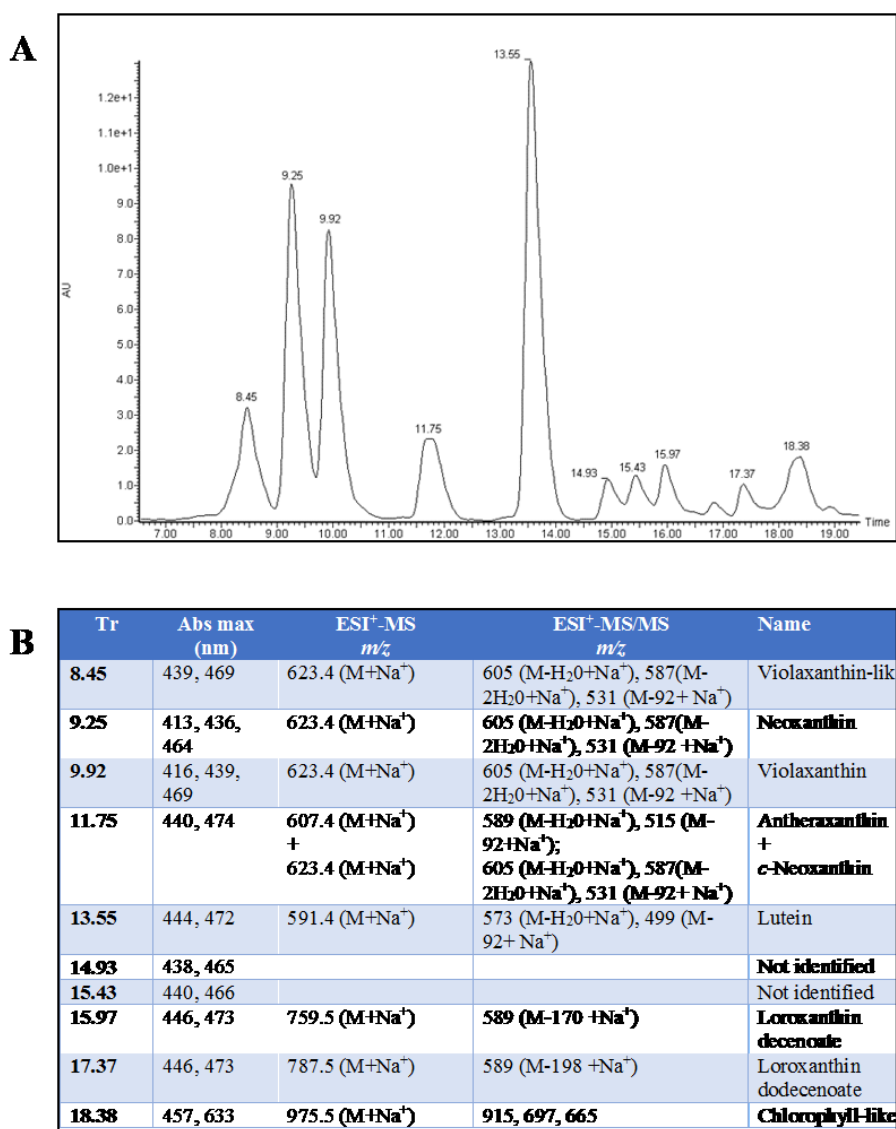 A
13.55
1.2e+1
1.1e+1
1.0e+1
9.0
8.0
7.0
6.0
5.0
4.0
3.0
2.0
1.0
0.0
AU
8.45
9.25
9.92
11.75
14.93
15.43
15.97
17.37
18.38
7.00 8.00 9.00 10.00 11.00 12.00 13.00 14.00 15.00 16.00 17.00 18.00 19.00
Time
B
Tr Abs max ESI⁺-MS ESI⁺-MS/MS Name
(nm) m/z m/z
8.45 439, 469 623.4 (M+Na⁺) 605 (M-H₂0+Na⁺), 587(M- Violaxanthin-lik
2H₂0+Na⁺), 531 (M-92+ Na⁺)
9.25 413, 436, 623.4 (M+Na⁺) 605 (M-H₂0+Na⁺), 587(M- Neoxanthin
464 2H₂0+Na⁺), 531 (M-92 +Na⁺)
9.92 416, 439, 623.4 (M+Na⁺) 605 (M-H₂0+Na⁺), 587(M- Violaxanthin
469 2H₂0+Na⁺), 531 (M-92 +Na⁺)
11.75 440, 474 607.4 (M+Na⁺) 589 (M-H₂0+Na⁺), 515 (M- Antheraxanthin
+ 92+Na⁺); +
623.4 (M+Na⁺) 605 (M-H₂0+Na⁺), 587(M- c-Neoxanthin
2H₂0+Na⁺), 531 (M-92+ Na⁺)
13.55 444, 472 591.4 (M+Na⁺) 573 (M-H₂0+Na⁺), 499 (M- Lutein
92+ Na⁺)
14.93 438, 465 Not identified
15.43 440, 466 Not identified
15.97 446, 473 759.5 (M+Na⁺) 589 (M-170 +Na⁺) Loroxanthin
decenoate
17.37 446, 473 787.5 (M+Na⁺) 589 (M-198 +Na⁺) Loroxanthin
dodecenoate
18.38 457, 633 975.5 (M+Na⁺) 915, 697, 665 Chlorophyll-like